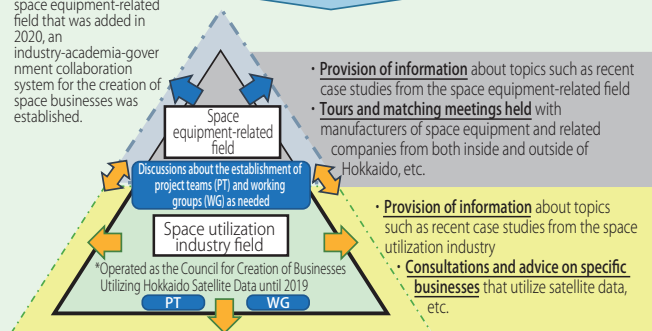 space equipment-related
field that was added in
2020, an
industry-academia-gover
nment collaboration
system for the creation of
space businesses was
established.
Space
equipment-related
field
Discussions about the establishment of
project teams (PT) and working
groups (WG) as needed
Space utilization
industry field
*Operated as the Council for Creation of Businesses
Utilizing Hokkaido Satellite Data until 2019
PT
WG
・Provision of information about topics such as recent
case studies from the space equipment-related field
・Tours and matching meetings held with
manufacturers of space equipment and related
companies from both inside and outside of
Hokkaido, etc.
・Provision of information about topics
such as recent case studies from the space
utilization industry
・Consultations and advice on specific
businesses that utilize satellite data,
etc.